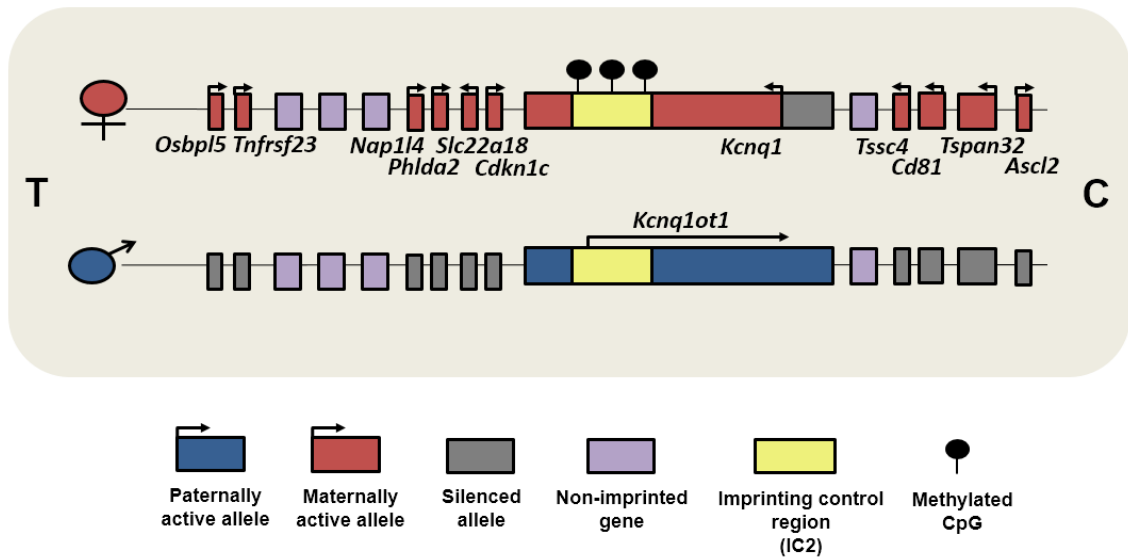 Osbpl5 Tnfrsf23 Nap1l4 Slc22a18 Kcnq1 Tssc4 Tspan32
Phlda2 Cdkn1c Cd81 Ascl2
T
C
Kcnq1ot1
Paternally
active allele
Maternally
active allele
Silenced
allele
Non-imprinted
gene
Imprinting control
region
(IC2)
Methylated
CpG